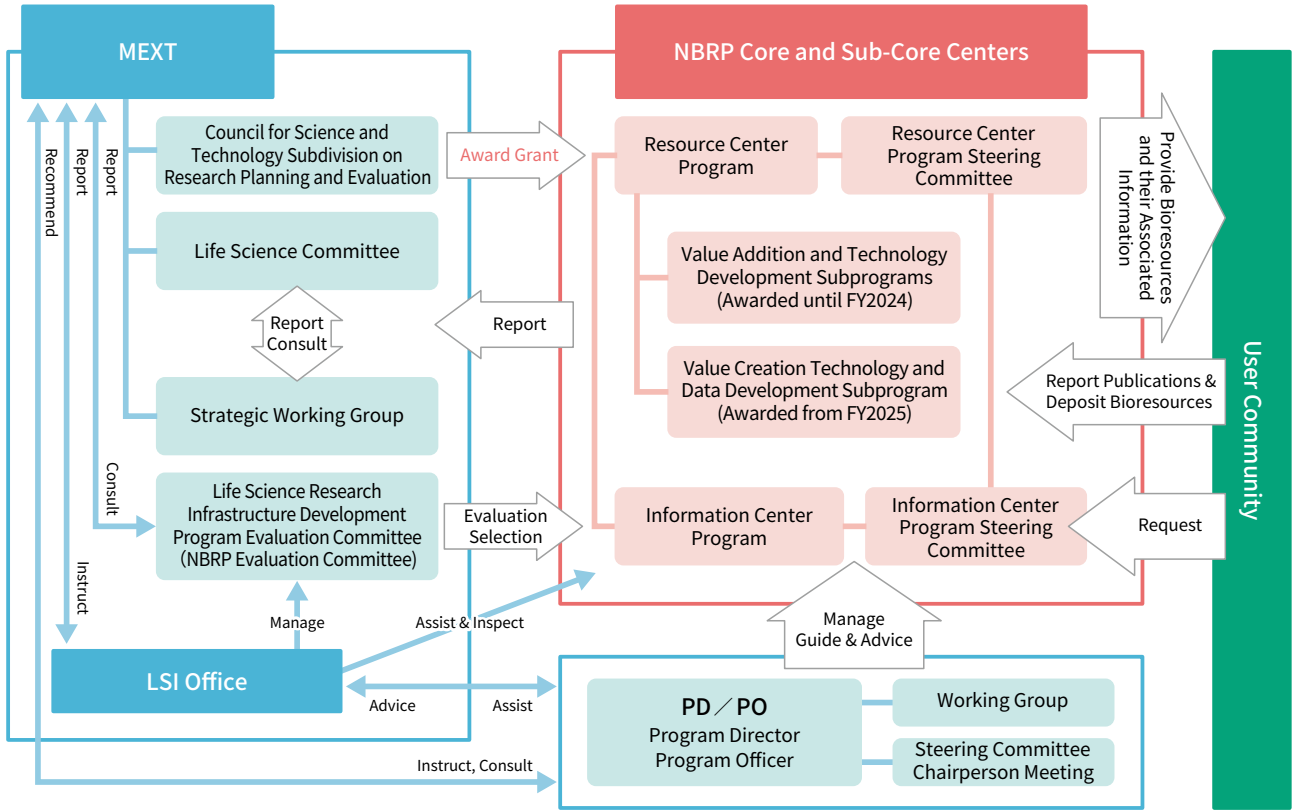 MEXT
Council for Science and
Technology Subdivision on
Research Planning and Evaluation
Life Science Committee
Report
Consult
Strategic Working Group
Life Science Research
Infrastructure Development
Program Evaluation Committee
(NBRP Evaluation Committee)
Recommend
Report
Report
Consult
Instruct
Manage
LSI Office
Award Grant
Report
Evaluation
Selection
Assist & Inspect
Advice
Assist
Instruct, Consult
NBRP Core and Sub-Core Centers
Resource Center
Program
Resource Center
Program Steering
Committee
Value Addition and Technology
Development Subprograms
(Awarded until FY2024)
Value Creation Technology and
Data Development Subprogram
(Awarded from FY2025)
Information Center
Program
Information Center
Program Steering
Committee
Manage
Guide & Advice
PD／PO
Program Director
Program Officer
Working Group
Steering Committee
Chairperson Meeting
Provide Bioresources
and their Associated
Information
Report Publications &
Deposit Bioresources
Request
User Community